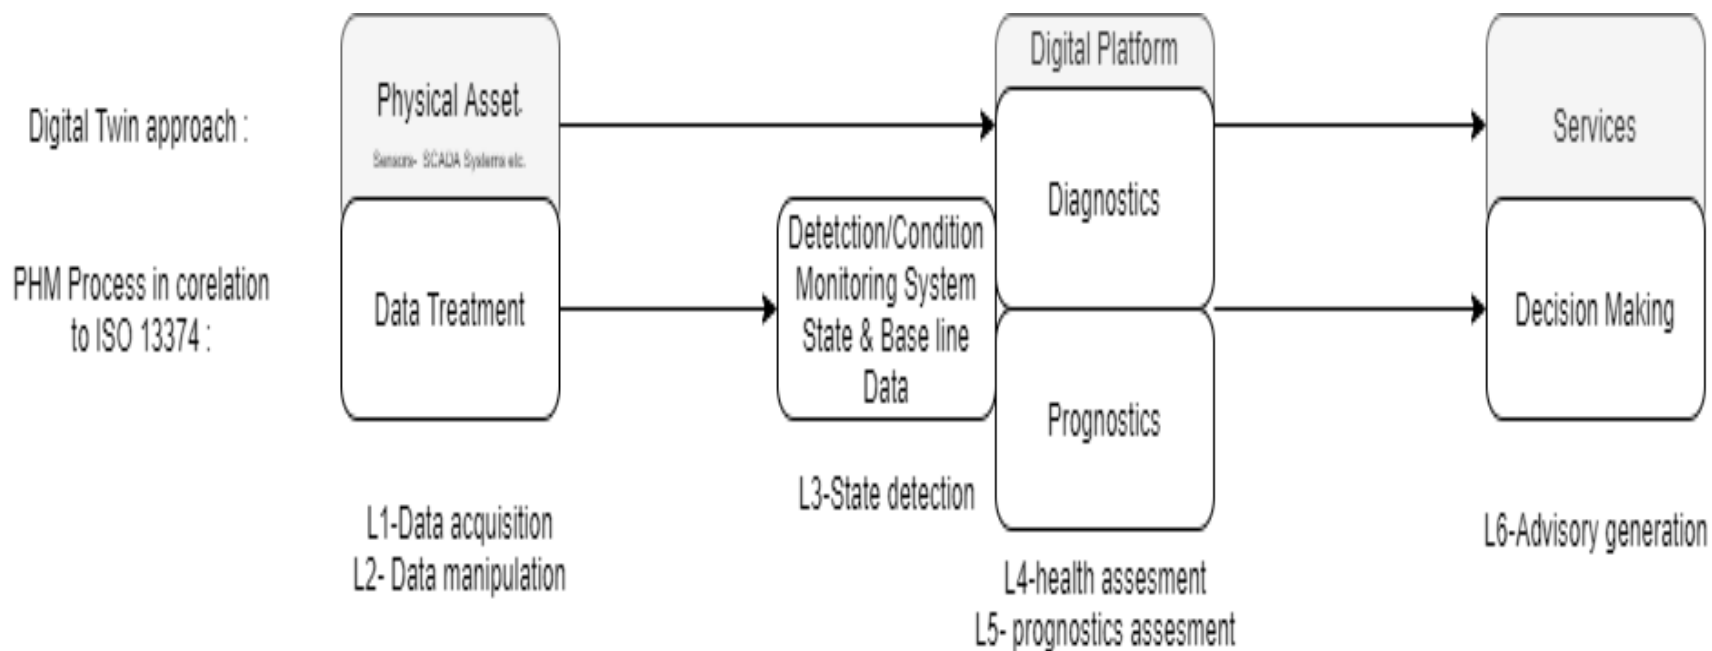 Digital Twin approach :
Physical Asset
Sensors- SCADA Systems etc.
Digital Platform
Services
PHM Process in corelation
to ISO 13374 :
Data Treatment
Detetction/Condition
Monitoring System
State & Base line
Data
Diagnostics
Prognostics
Decision Making
L1-Data acquisition
L2- Data manipulation
L3-State detection
L4-health assesment
L5- prognostics assesment
L6-Advisory generation